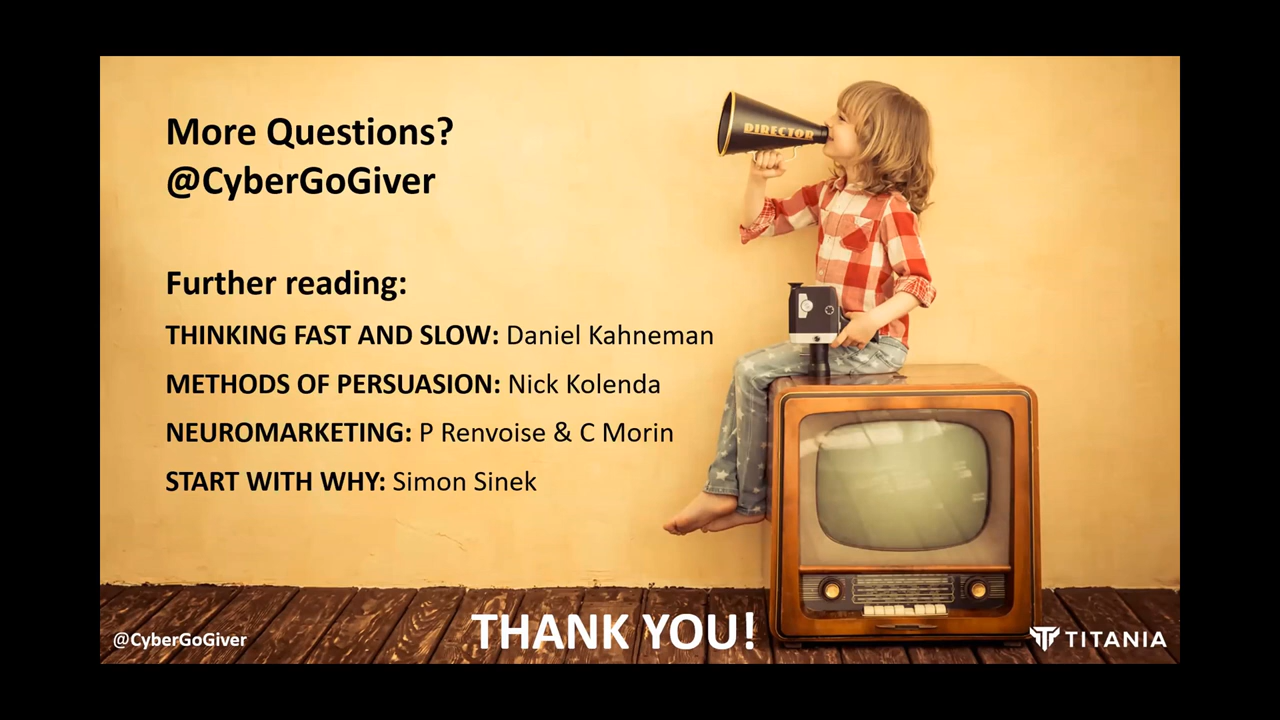 More Questions?
@CyberGoGiver
DIRECTOR
Further reading:
THINKING FAST AND SLOW: Daniel Kahneman
METHODS OF PERSUASION: Nick Kolenda
NEUROMARKETING: P Renvoise & C Morin
START WITH WHY: Simon Sinek
@CyberGoGiver
THANK YOU!
TITANIA